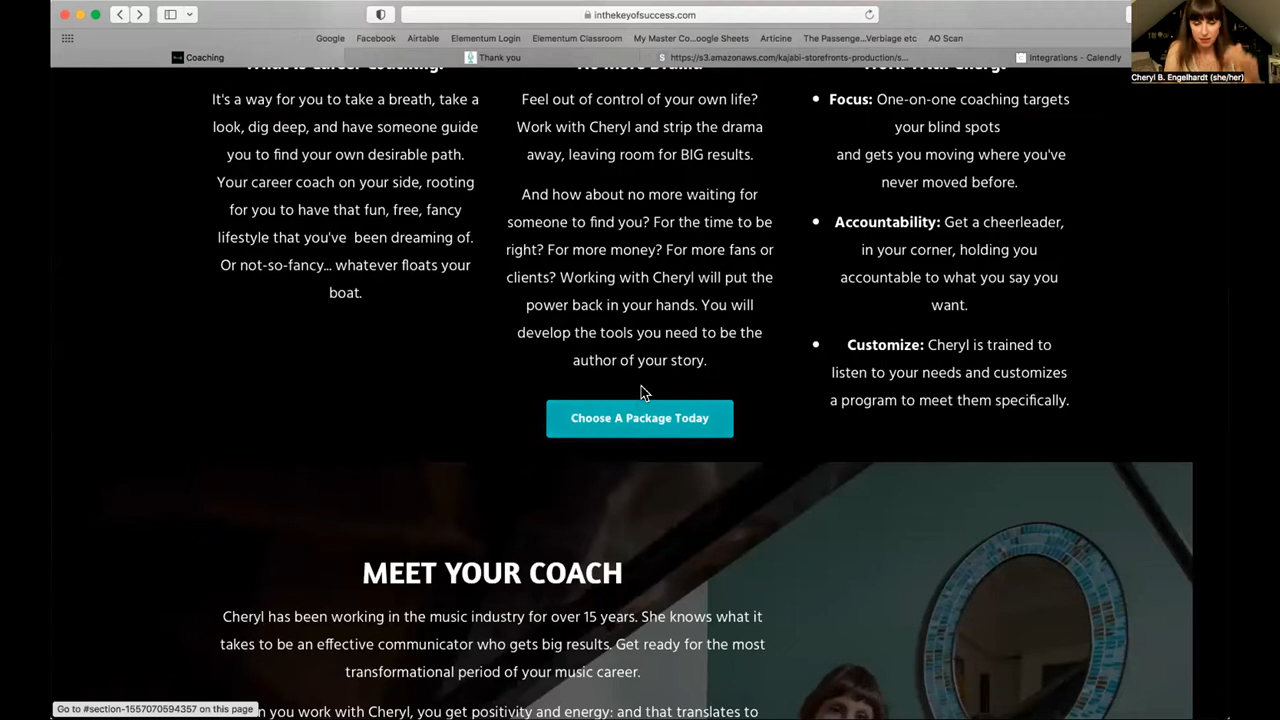 inthekeyofsuccess.com
Google Facebook Airtable Elementum Login Elementum Classroom My Master Co...oogle Sheets Articine The Passenge...Verbiage etc AO Scan
Coaching Thank you S https://s3.amazonaws.com/kajabi-storefronts-production/s... Integrations - Calendly
Cheryl B. Engelhardt (she/her)
What is Career Coaching?
It's a way for you to take a breath, take a
look, dig deep, and have someone guide
you to find your own desirable path.
Your career coach on your side, rooting
for you to have that fun, free, fancy
lifestyle that you've been dreaming of.
Or not-so-fancy... whatever floats your
boat.
No More Drama
Feel out of control of your own life?
Work with Cheryl and strip the drama
away, leaving room for BIG results.
And how about no more waiting for
someone to find you? For the time to be
right? For more money? For more fans or
clients? Working with Cheryl will put the
power back in your hands. You will
develop the tools you need to be the
author of your story.
Choose A Package Today
Work With Cheryl
• Focus: One-on-one coaching targets
your blind spots
and gets you moving where you've
never moved before.
• Accountability: Get a cheerleader,
in your corner, holding you
accountable to what you say you
want.
• Customize: Cheryl is trained to
listen to your needs and customizes
a program to meet them specifically.
MEET YOUR COACH
Cheryl has been working in the music industry for over 15 years. She knows what it
takes to be an effective communicator who gets big results. Get ready for the most
transformational period of your music career.
n you work with Cheryl, you get positivity and energy: and that translates to
Go to #section-1557070594357 on this page